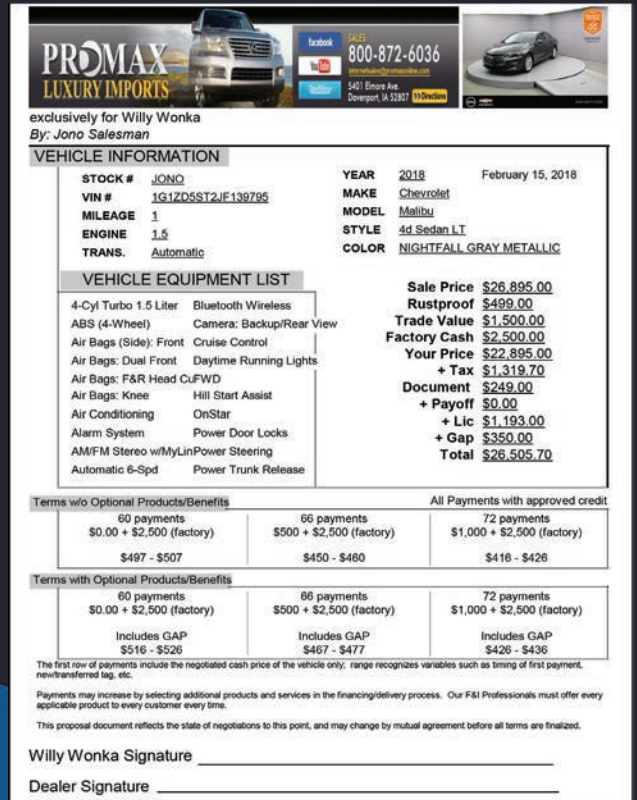 PROMAX
LUXURY IMPORTS
facebook
You Tube
twitter
SALES
800-872-6036
internetsales@promaxonline.com
5401 Elmore Ave.
Davenport, IA 52807 >>Directions
CHEVROLET
exclusively for Willy Wonka
By: Jono Salesman
VEHICLE INFORMATION
STOCK # JONO
VIN # 1G1ZD5ST2JF139795
MILEAGE 1
ENGINE 1.5
TRANS. Automatic
YEAR 2018 February 15, 2018
MAKE Chevrolet
MODEL Malibu
STYLE 4d Sedan LT
COLOR NIGHTFALL GRAY METALLIC
VEHICLE EQUIPMENT LIST
4-Cyl Turbo 1.5 Liter Bluetooth Wireless
ABS (4-Wheel) Camera: Backup/Rear View
Air Bags (Side): Front Cruise Control
Air Bags: Dual Front Daytime Running Lights
Air Bags: F&R Head CuFWD
Air Bags: Knee Hill Start Assist
Air Conditioning OnStar
Alarm System Power Door Locks
AM/FM Stereo w/MyLinPower Steering
Automatic 6-Spd Power Trunk Release
Sale Price $26,895.00
Rustproof $499.00
Trade Value $1,500.00
Factory Cash $2,500.00
Your Price $22,895.00
+ Tax $1,319.70
Document $249.00
+ Payoff $0.00
+ Lic $1,193.00
+ Gap $350.00
Total $26,505.70
Terms w/o Optional Products/Benefits All Payments with approved credit
60 payments 66 payments 72 payments
$0.00 + $2,500 (factory) $500 + $2,500 (factory) $1,000 + $2,500 (factory)
$497 - $507 $450 - $460 $416 - $426
Terms with Optional Products/Benefits
60 payments 66 payments 72 payments
$0.00 + $2,500 (factory) $500 + $2,500 (factory) $1,000 + $2,500 (factory)
Includes GAP Includes GAP Includes GAP
$516 - $526 $467 - $477 $426 - $436
The first row of payments include the negotiated cash price of the vehicle only; range recognizes variables such as timing of first payment,
new/transferred tag, etc.
Payments may increase by selecting additional products and services in the financing/delivery process. Our F&I Professionals must offer every
applicable product to every customer every time.
This proposal document reflects the state of negotiations to this point, and may change by mutual agreement before all terms are finalized.
Willy Wonka Signature
Dealer Signature